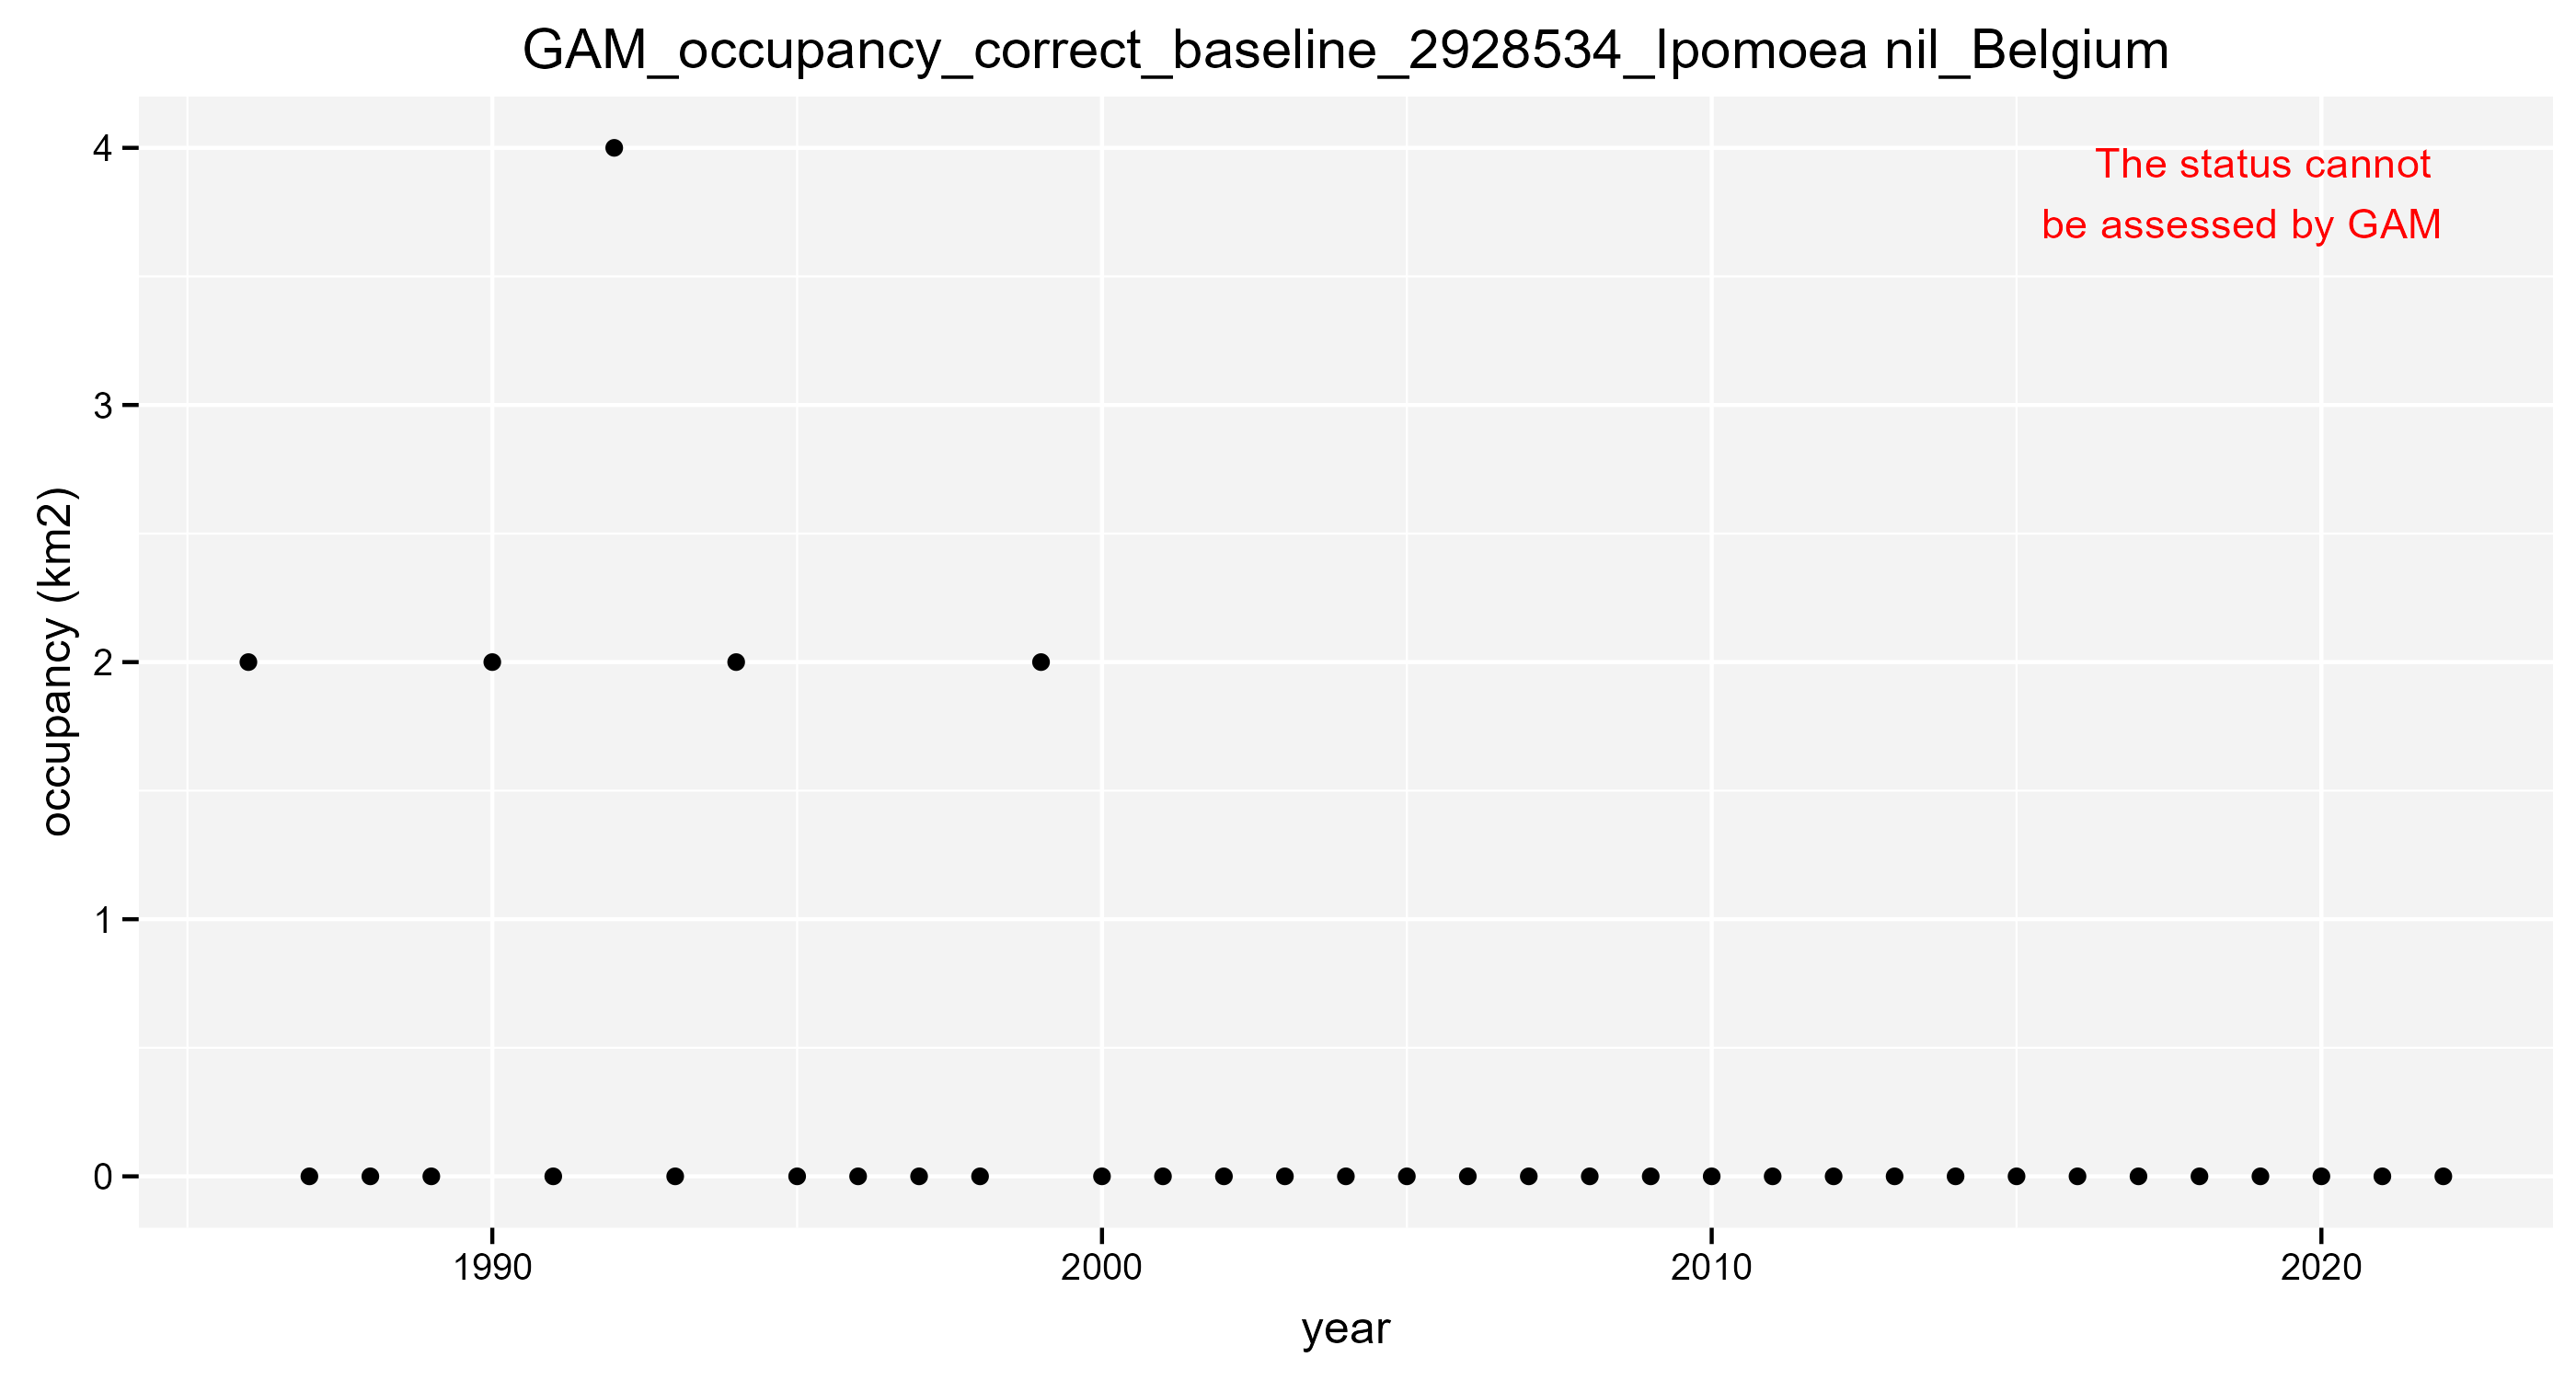 GAM_occupancy_correct_baseline_2928534_Ipomoea nil_Belgium
The status cannot
be assessed by GAM
occupancy (km2)
4
3
2
1
0
1990 2000 2010 2020
year